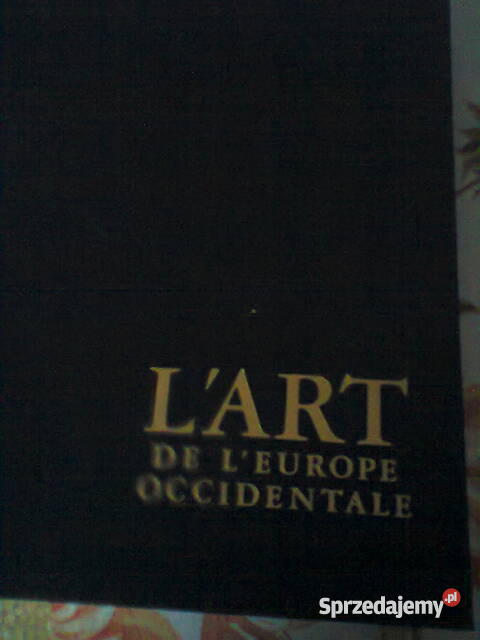 L'ART
DE L'EUROPE
OCCIDENTALE
Sprzedajemy.pl